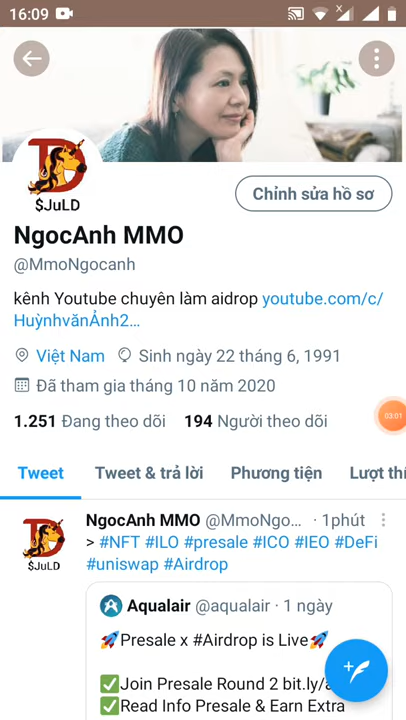 16:09
$JuLD
Chỉnh sửa hồ sơ
NgocAnh MMO
@MmoNgocanh
kênh Youtube chuyên làm aidrop youtube.com/c/
HuỳnhvănẢnh2…
Việt Nam Sinh ngày 22 tháng 6, 1991
Đã tham gia tháng 10 năm 2020
1.251 Đang theo dõi 194 Người theo dõi
03:01
Tweet Tweet & trả lời Phương tiện Lượt thí
NgocAnh MMO @MmoNgo… · 1phút
> #NFT #ILO #presale #ICO #IEO #DeFi
#uniswap #Airdrop
$JuLD
Aqualair @aqualair · 1 ngày
🚀Presale x #Airdrop is Live🚀
✅Join Presale Round 2 bit.ly/a
✅Read Info Presale & Earn Extra